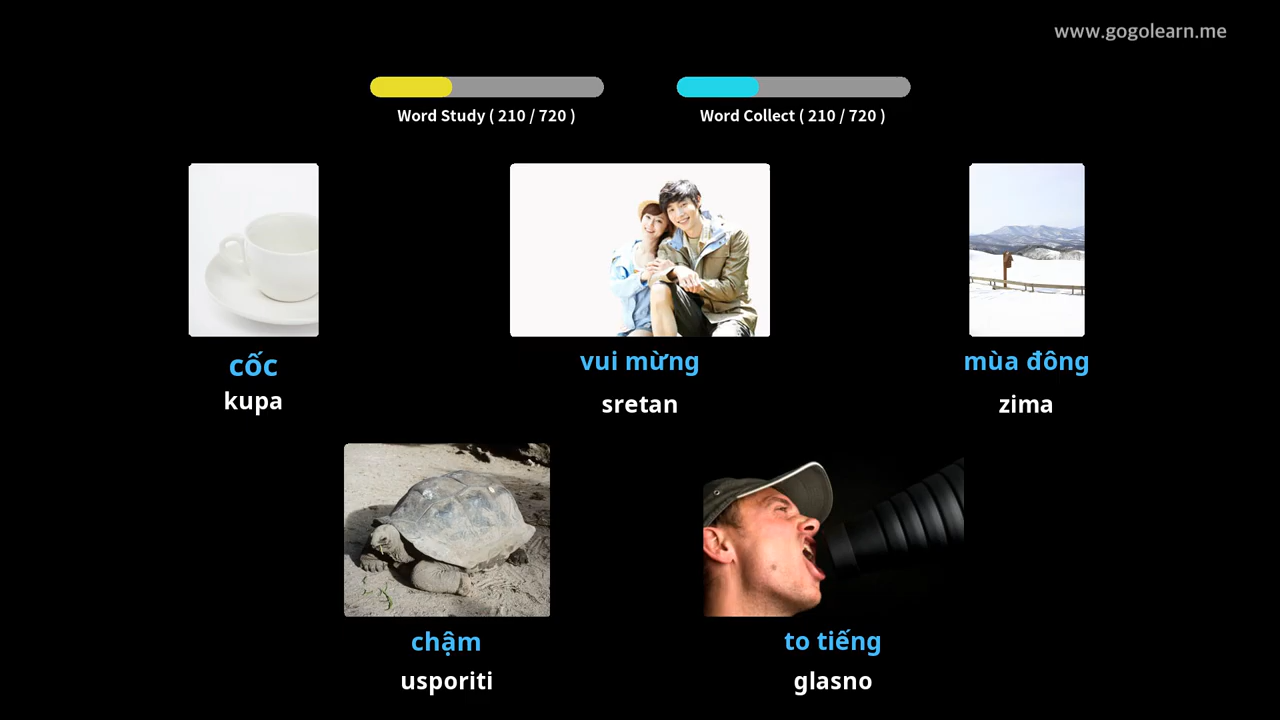 www.gogolearn.me
Word Study ( 210 / 720 )
Word Collect ( 210 / 720 )
cốc
kupa
vui mừng
sretan
mùa đông
zima
chậm
usporiti
to tiếng
glasno